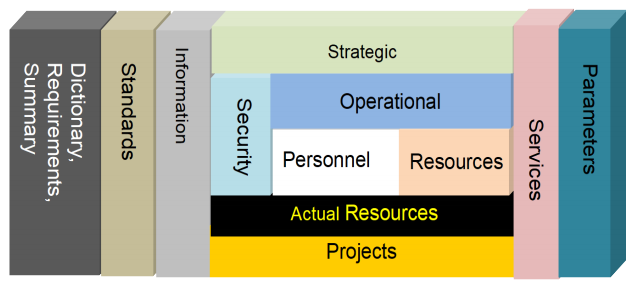 Dictionary,
Requirements,
Summary
Standards
Information
Strategic
Security
Operational
Personnel
Resources
Actual Resources
Projects
Services
Parameters